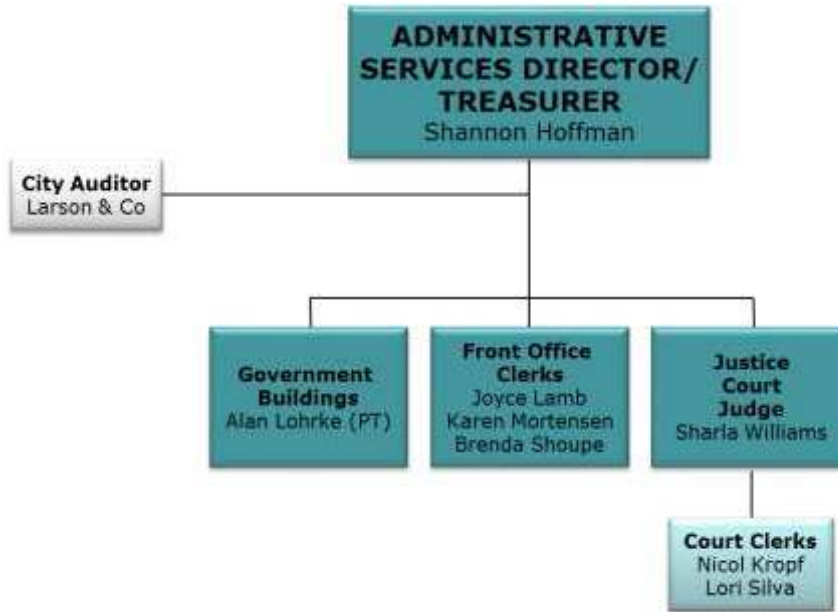 ADMINISTRATIVE
SERVICES DIRECTOR/
TREASURER
Shannon Hoffman
City Auditor
Larson & Co
Government
Buildings
Alan Lohrke (PT)
Front Office
Clerks
Joyce Lamb
Karen Mortensen
Brenda Shoupe
Justice
Court
Judge
Sharla Williams
Court Clerks
Nicol Kropf
Lori Silva